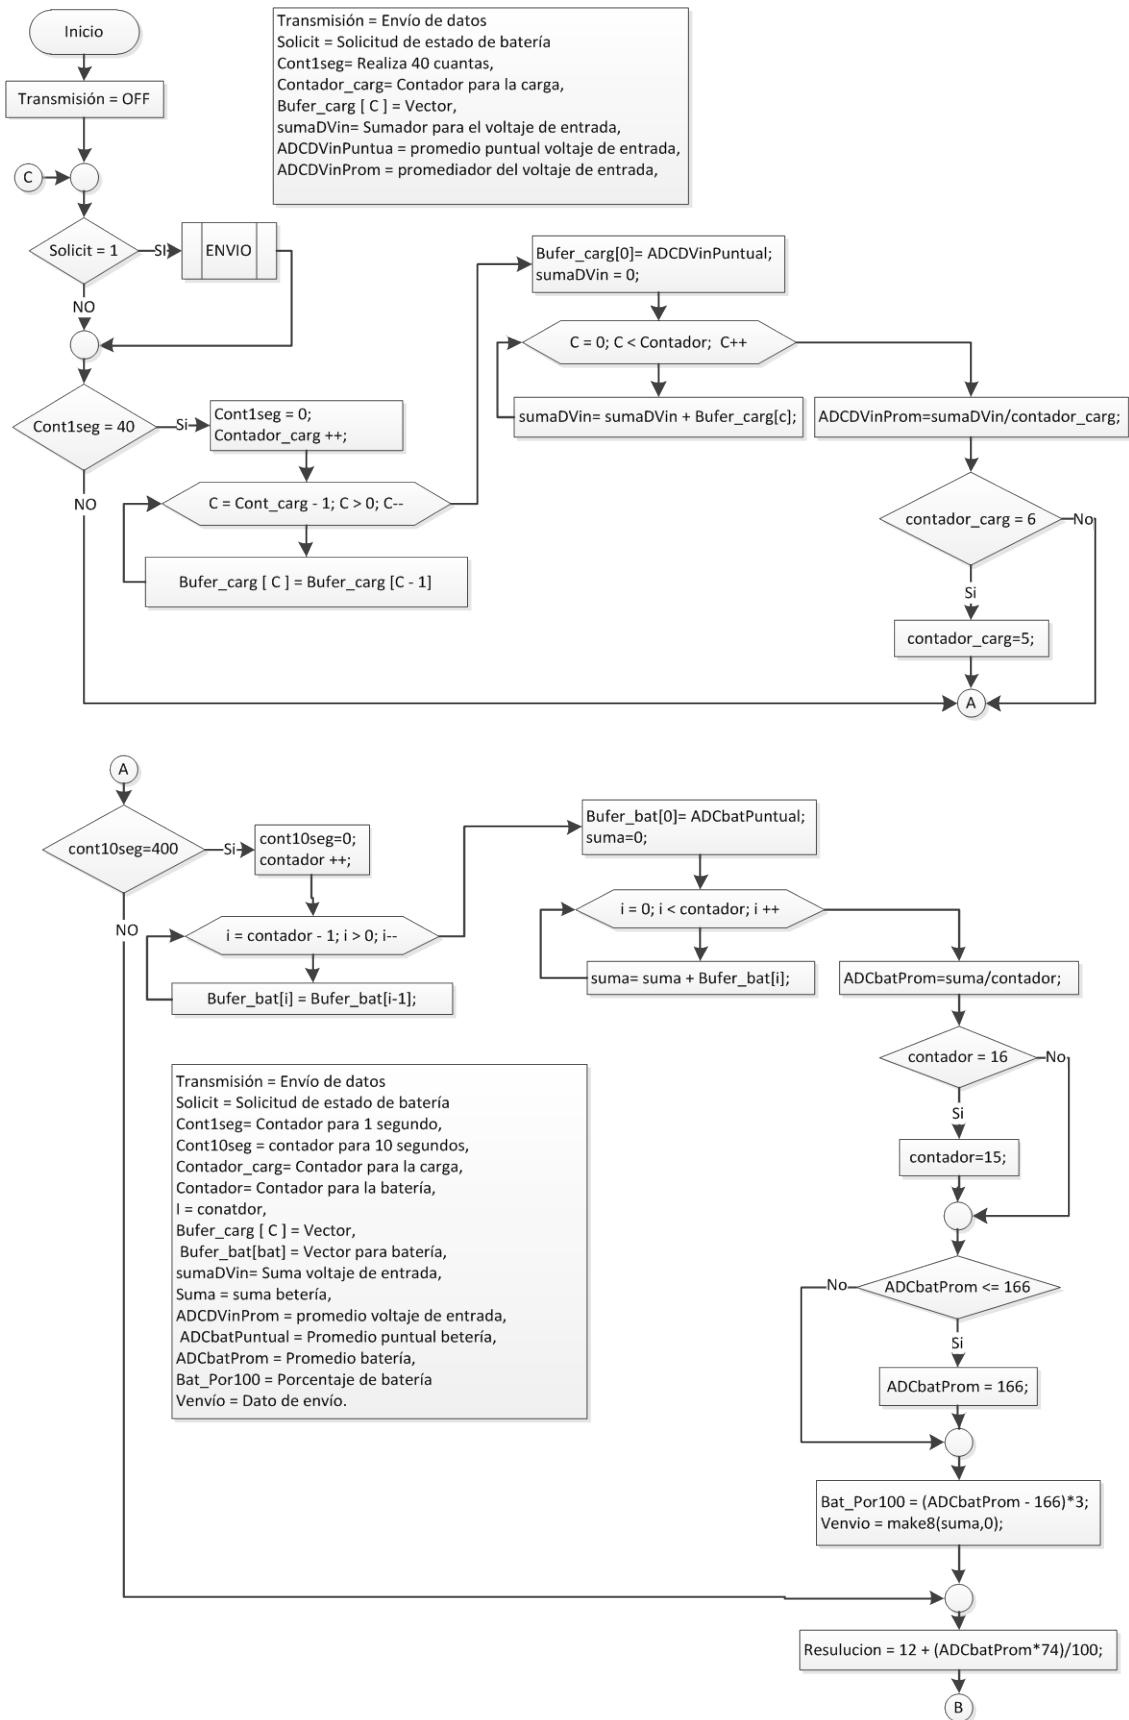 Inicio
Transmisión = OFF
C
Transmisión = Envío de datos
Solicit = Solicitud de estado de batería
Cont1seg= Realiza 40 cuantas,
Contador_carg= Contador para la carga,
Bufer_carg [ C ] = Vector,
sumaDVin= Sumador para el voltaje de entrada,
ADCDVinPuntua = promedio puntual voltaje de entrada,
ADCDVinProm = promediador del voltaje de entrada,
Solicit = 1
SI
ENVIO
NO
Cont1seg = 40
Si
NO
Cont1seg = 0;
Contador_carg ++;
C = Cont_carg - 1; C > 0; C--
Bufer_carg [ C ] = Bufer_carg [C - 1]
Bufer_carg[0]= ADCDVinPuntual;
sumaDVin = 0;
C = 0; C < Contador;  C++
sumaDVin= sumaDVin + Bufer_carg[c];
ADCDVinProm=sumaDVin/contador_carg;
contador_carg = 6
No
Si
contador_carg=5;
A
A
cont10seg=400
Si
NO
cont10seg=0;
contador ++;
i = contador - 1; i > 0; i--
Bufer_bat[i] = Bufer_bat[i-1];
Bufer_bat[0]= ADCbatPuntual;
suma=0;
i = 0; i < contador; i ++
suma= suma + Bufer_bat[i];
ADCbatProm=suma/contador;
contador = 16
No
Si
contador=15;
Transmisión = Envío de datos
Solicit = Solicitud de estado de batería
Cont1seg= Contador para 1 segundo,
Cont10seg = contador para 10 segundos,
Contador_carg= Contador para la carga,
Contador= Contador para la batería,
I = conatdor,
Bufer_carg [ C ] = Vector,
Bufer_bat[bat] = Vector para batería,
sumaDVin= Suma voltaje de entrada,
Suma = suma betería,
ADCDVinProm = promedio voltaje de entrada,
ADCbatPuntual = Promedio puntual betería,
ADCbatProm = Promedio batería,
Bat_Por100 = Porcentaje de batería
Venvío = Dato de envío.
ADCbatProm <= 166
No
Si
ADCbatProm = 166;
Bat_Por100 = (ADCbatProm - 166)*3;
Venvio = make8(suma,0);
Resulucion = 12 + (ADCbatProm*74)/100;
B